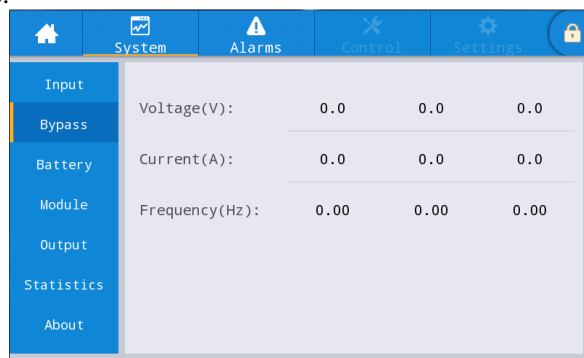 System Alarms Control Settings
Input
Bypass
Battery
Module
Output
Statistics
About
Voltage(V): 0.0 0.0 0.0
Current(A): 0.0 0.0 0.0
Frequency(Hz): 0.00 0.00 0.00